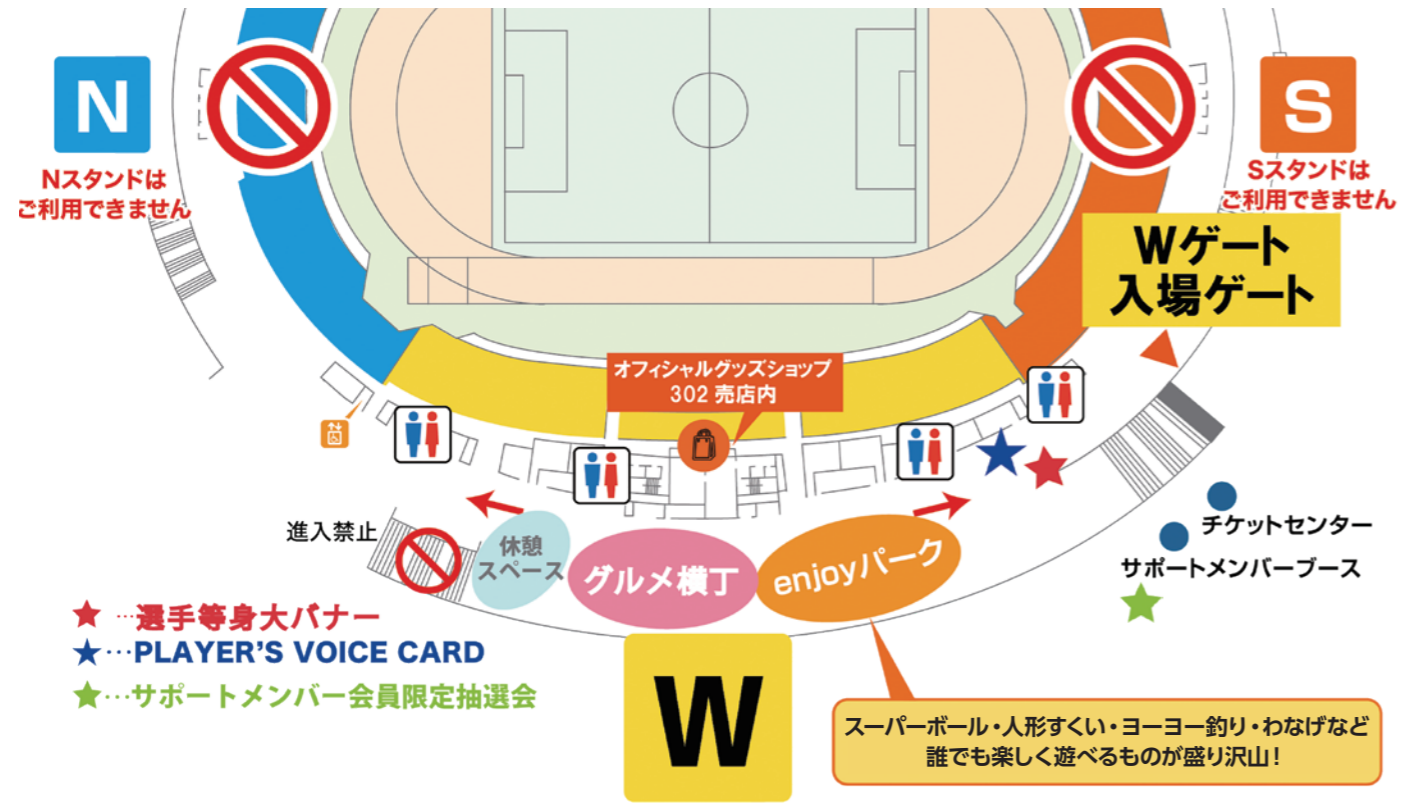 N
Nスタンドは
ご利用できません
S
Sスタンドは
ご利用できません
Wゲート
入場ゲート
オフィシャルグッズショップ
302 売店内
進入禁止
休憩
スペース
グルメ横丁
enjoyパーク
チケットセンター
サポートメンバーブース
★…選手等身大バナー
★…PLAYER'S VOICE CARD
★…サポートメンバー会員限定抽選会
W
スーパーボール・人形すくい・ヨーヨー釣り・わなげなど
誰でも楽しく遊べるものが盛り沢山！